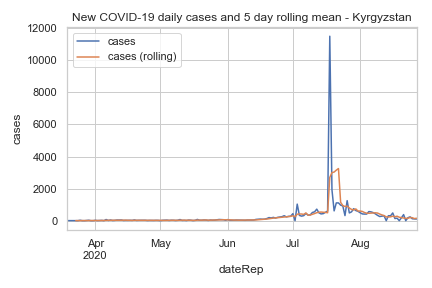 New COVID-19 daily cases and 5 day rolling mean - Kyrgyzstan
12000
10000
8000
6000
4000
2000
0
cases
cases
cases (rolling)
Apr
2020
May
Jun
Jul
Aug
dateRep